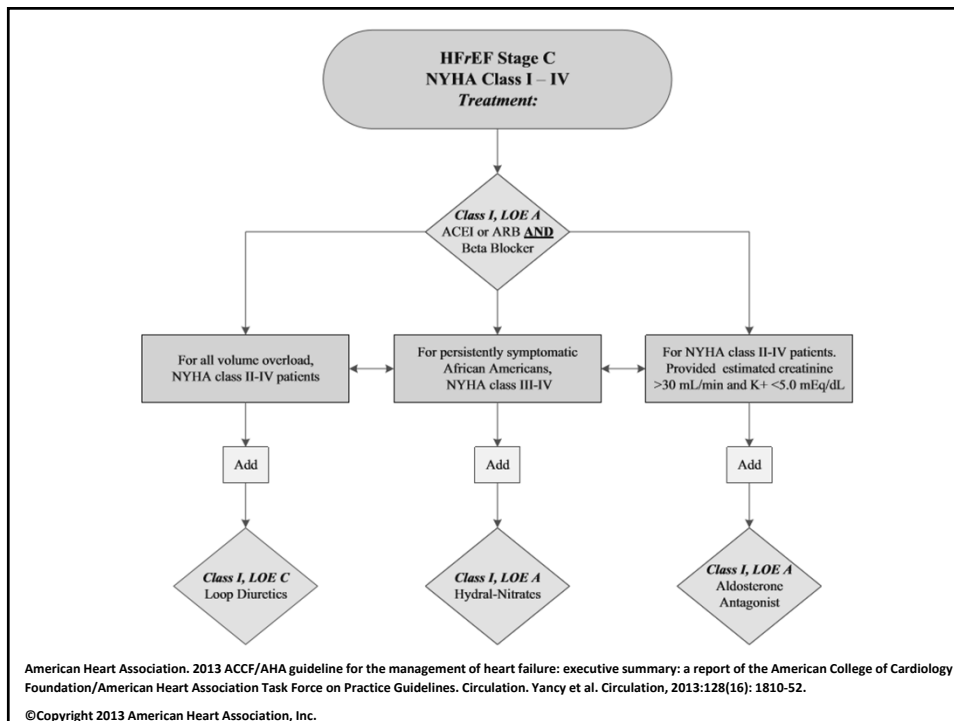 HFrEF Stage C
NYHA Class I – IV
Treatment:
Class I, LOE A
ACEI or ARB AND
Beta Blocker
For all volume overload,
NYHA class II-IV patients
For persistently symptomatic
African Americans,
NYHA class III-IV
For NYHA class II-IV patients.
Provided estimated creatinine
>30 mL/min and K+ <5.0 mEq/dL
Add
Add
Add
Class I, LOE C
Loop Diuretics
Class I, LOE A
Hydral-Nitrates
Class I, LOE A
Aldosterone
Antagonist
American Heart Association. 2013 ACCF/AHA guideline for the management of heart failure: executive summary: a report of the American College of Cardiology
Foundation/American Heart Association Task Force on Practice Guidelines. Circulation. Yancy et al. Circulation, 2013:128(16): 1810-52.
©Copyright 2013 American Heart Association, Inc.